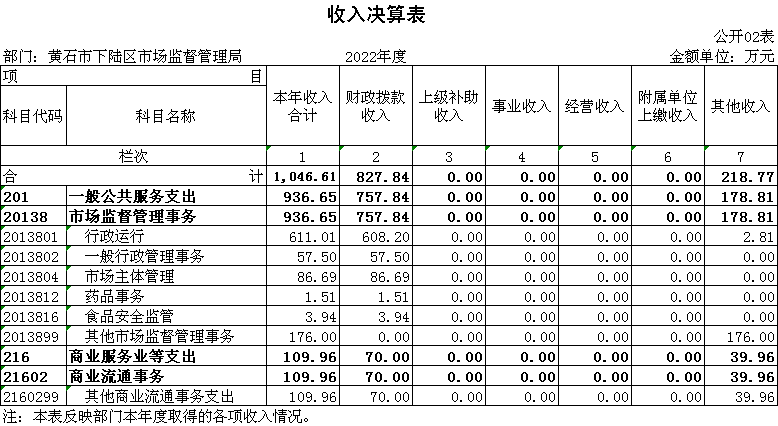 收入决算表
公开02表
部门：黄石市下陆区市场监督管理局 2022年度 金额单位：万元
项 目 本年收入合计 财政拨款收入 上级补助收入 事业收入 经营收入 附属单位上缴收入 其他收入
科目代码 科目名称
栏次 1 2 3 4 5 6 7
合 计 1,046.61 827.84 0.00 0.00 0.00 0.00 218.77
201 一般公共服务支出 936.65 757.84 0.00 0.00 0.00 0.00 178.81
20138 市场监督管理事务 936.65 757.84 0.00 0.00 0.00 0.00 178.81
2013801 行政运行 611.01 608.20 0.00 0.00 0.00 0.00 2.81
2013802 一般行政管理事务 57.50 57.50 0.00 0.00 0.00 0.00 0.00
2013804 市场主体管理 86.69 86.69 0.00 0.00 0.00 0.00 0.00
2013812 药品事务 1.51 1.51 0.00 0.00 0.00 0.00 0.00
2013816 食品安全监管 3.94 3.94 0.00 0.00 0.00 0.00 0.00
2013899 其他市场监督管理事务 176.00 0.00 0.00 0.00 0.00 0.00 176.00
216 商业服务业等支出 109.96 70.00 0.00 0.00 0.00 0.00 39.96
21602 商业流通事务 109.96 70.00 0.00 0.00 0.00 0.00 39.96
2160299 其他商业流通事务支出 109.96 70.00 0.00 0.00 0.00 0.00 39.96
注：本表反映部门本年度取得的各项收入情况。